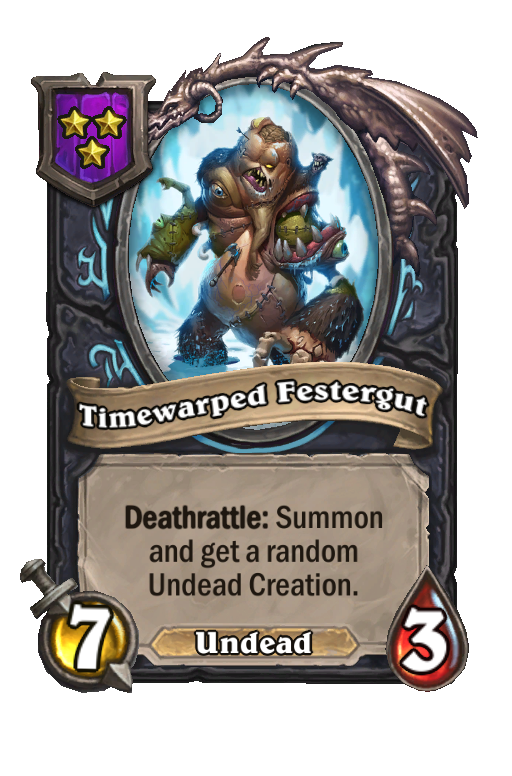 Timewarped Festergut
Deathrattle: Summon
and get a random
Undead Creation.
7
Undead
3